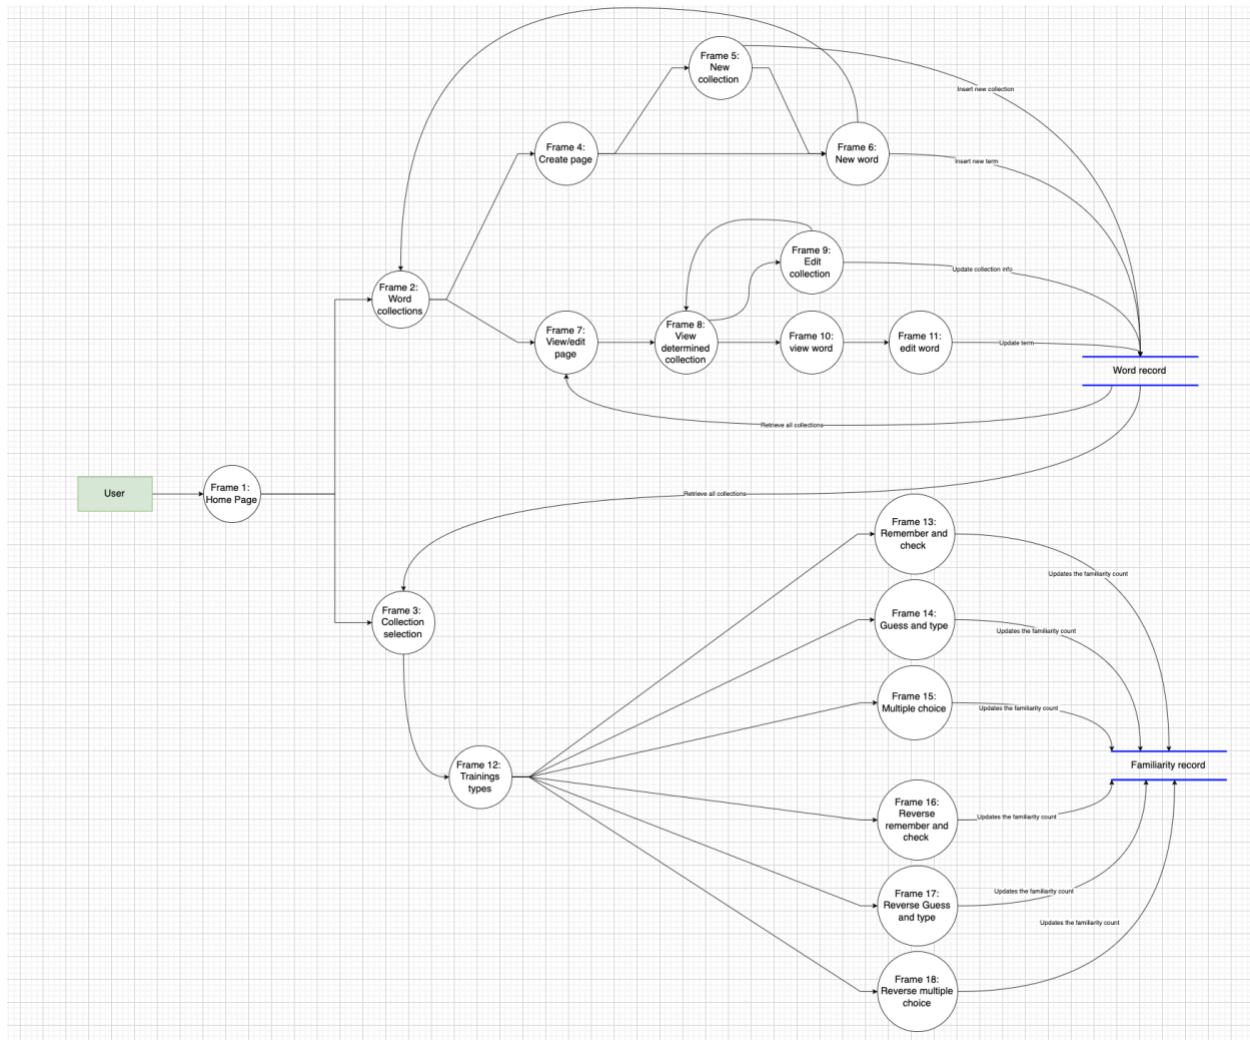 Frame 5:
New
collection
Insert new collection
Frame 4:
Create page
Frame 6:
New word
Insert new term
Frame 9:
Edit
collection
Update collection info
Frame 2:
Word
collections
Frame 7:
View/edit
page
Frame 8:
View
determined
collection
Frame 10:
view word
Frame 11:
edit word
Update term
Word record
Retrieve all collections
User
Frame 1:
Home Page
Retrieve all collections
Frame 13:
Remember and
check
Updates the familiarity count
Frame 3:
Collection
selection
Frame 14:
Guess and type
Updates the familiarity count
Frame 15:
Multiple choice
Updates the familiarity count
Frame 12:
Trainings
types
Familiarity record
Frame 16:
Reverse
remember and
check
Updates the familiarity count
Frame 17:
Reverse Guess
and type
Updates the familiarity count
Updates the familiarity count
Frame 18:
Reverse multiple
choice